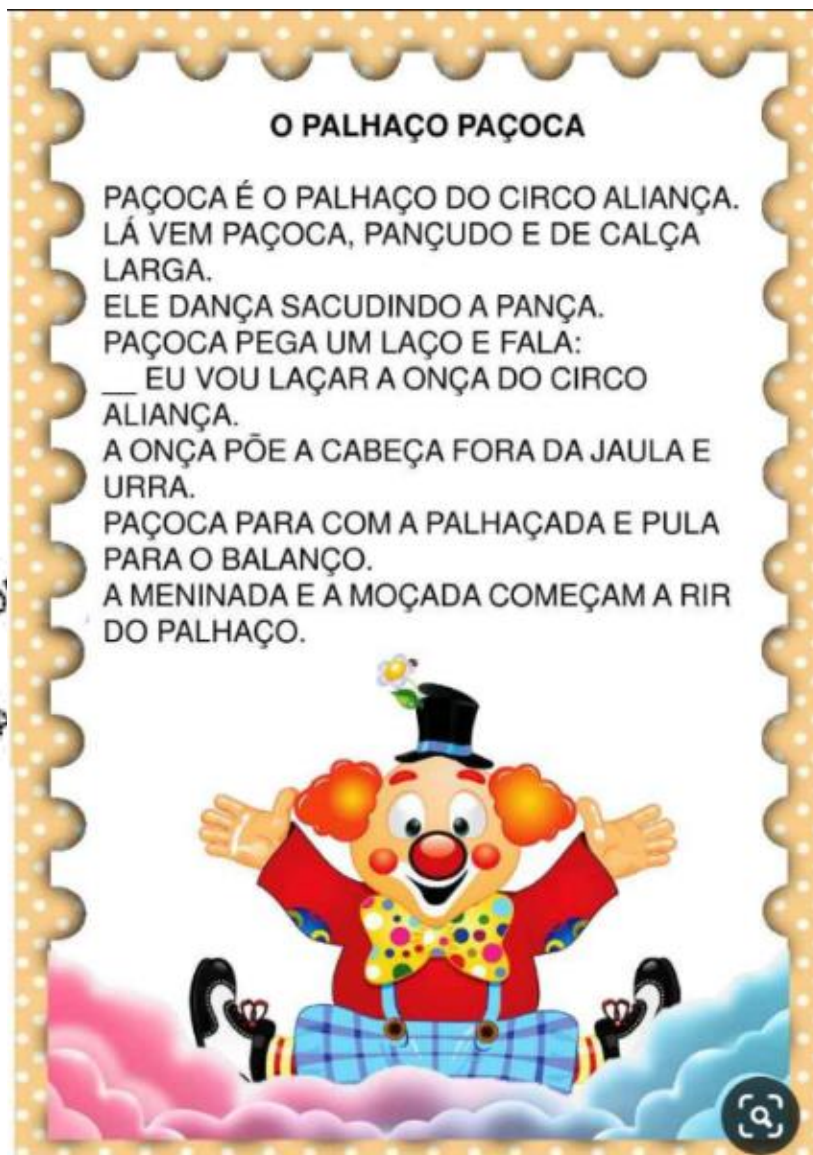 O PALHAÇO PAÇOCA
PAÇOCA É O PALHAÇO DO CIRCO ALIANÇA.
LÁ VEM PAÇOCA, PANÇUDO E DE CALÇA
LARGA.
ELE DANÇA SACUDINDO A PANÇA.
PAÇOCA PEGA UM LAÇO E FALA:
__ EU VOU LAÇAR A ONÇA DO CIRCO
ALIANÇA.
A ONÇA PÕE A CABEÇA FORA DA JAULA E
URRA.
PAÇOCA PARA COM A PALHAÇADA E PULA
PARA O BALANÇO.
A MENINADA E A MOÇADA COMEÇAM A RIR
DO PALHAÇO.